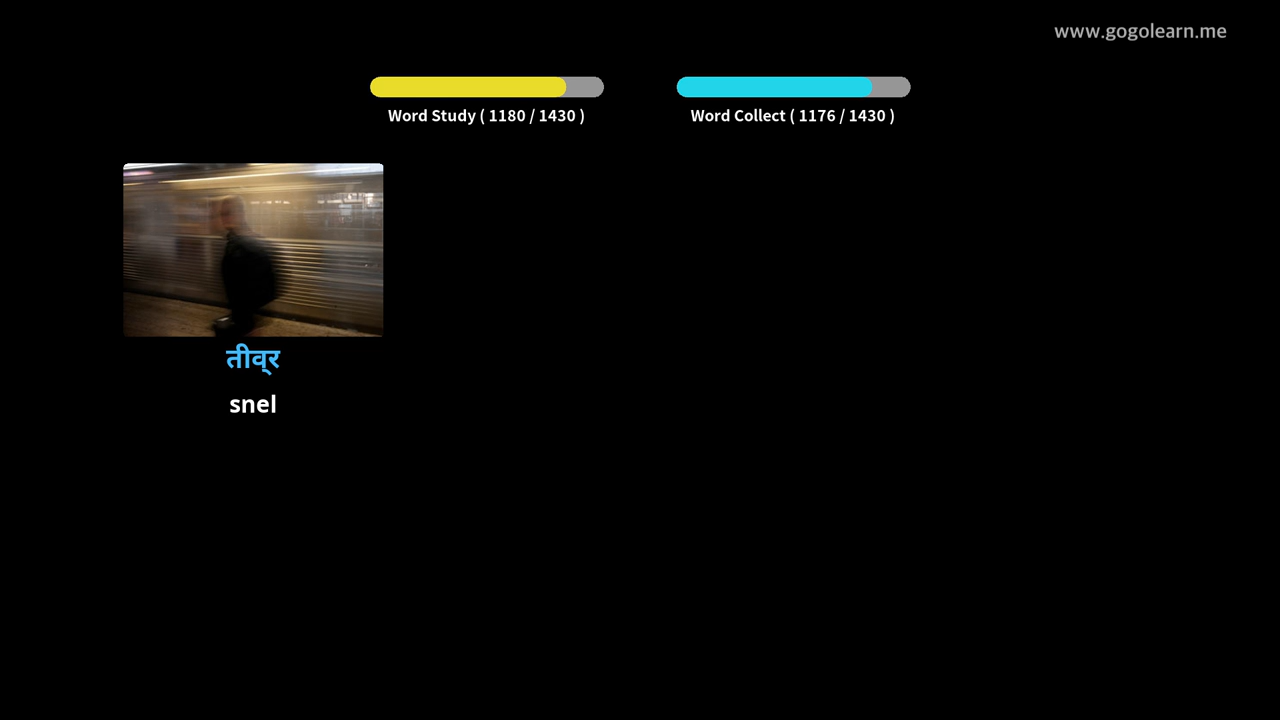 www.gogolearn.me
Word Study ( 1180 / 1430 )
Word Collect ( 1176 / 1430 )
तीव्र
snel